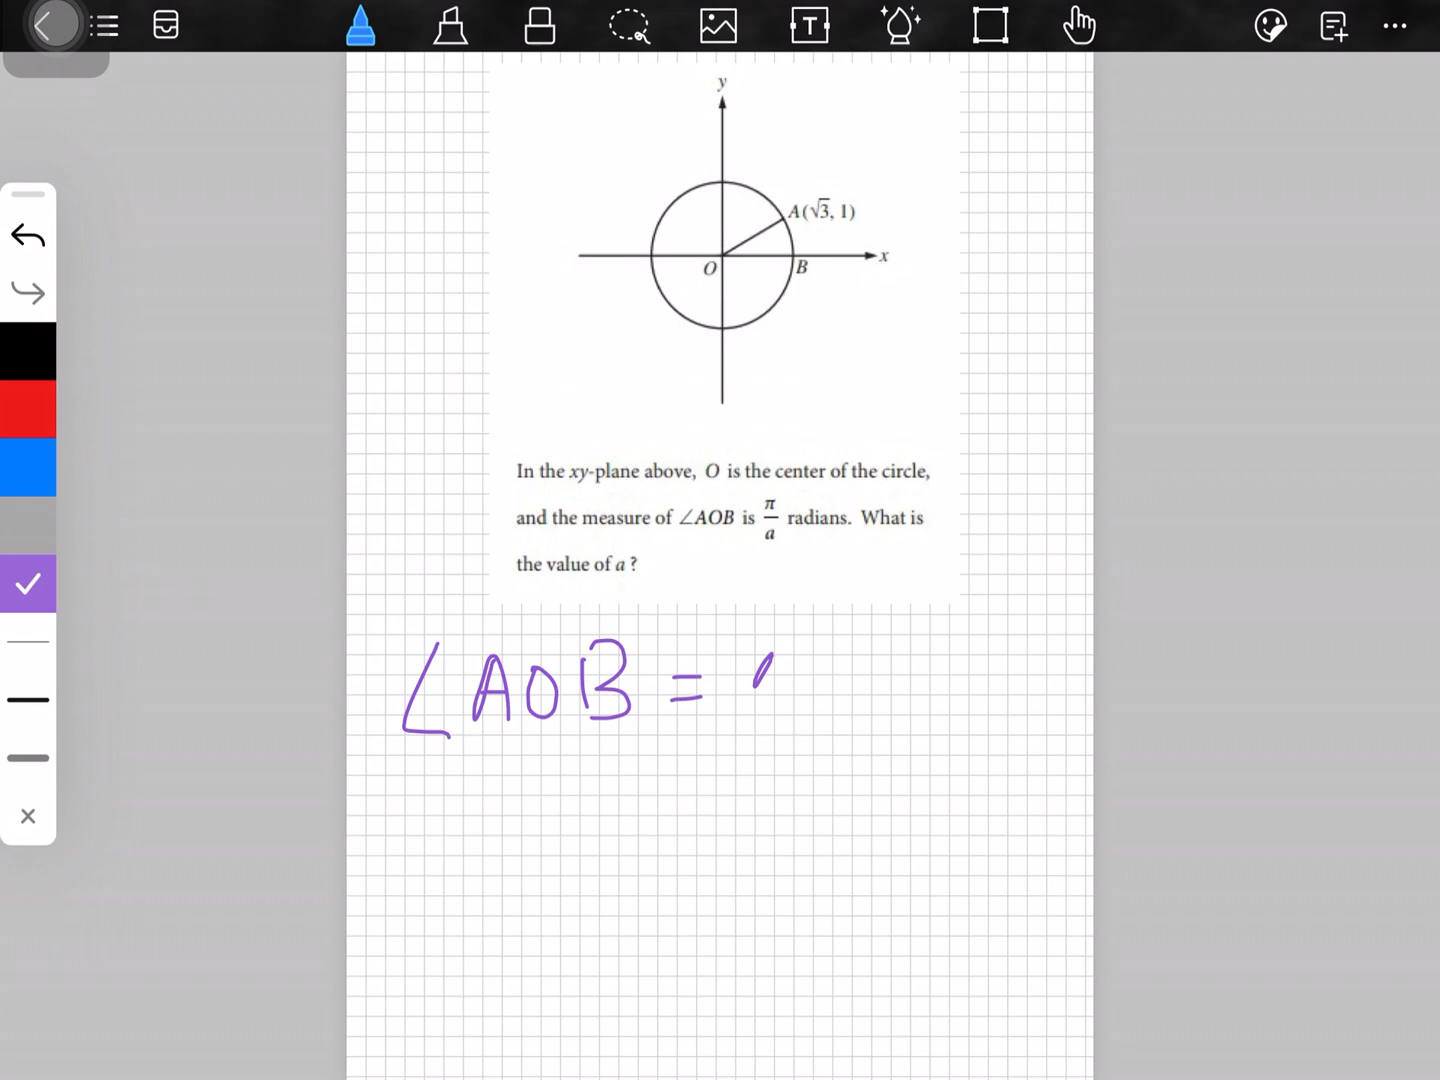 y
A(√3, 1)
O
B
x
In the xy-plane above, O is the center of the circle,
and the measure of ∠AOB is π/a radians. What is
the value of a ?
∠AOB =